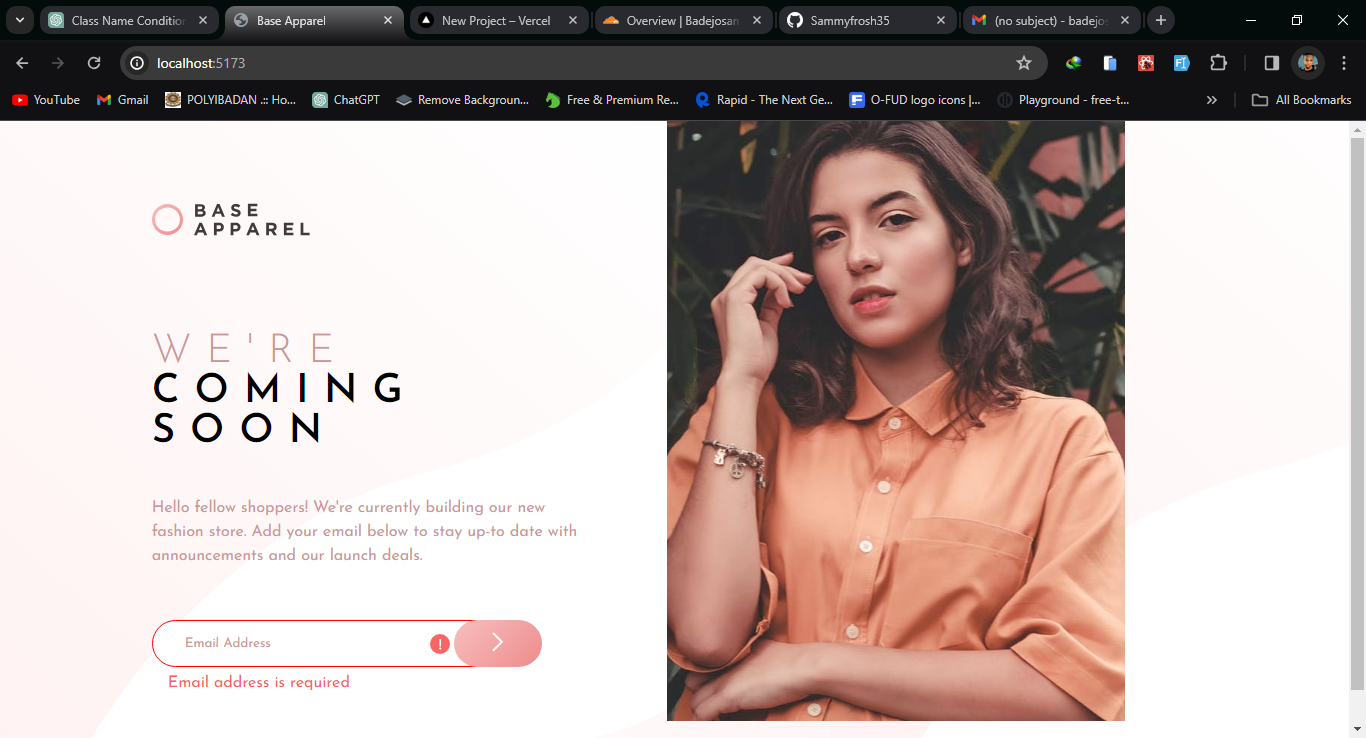 Class Name Condition
Base Apparel
New Project – Vercel
Overview | Badejosam
Sammyfrosh35
(no subject) - badejos
localhost:5173
YouTube
Gmail
POLYIBADAN .:: Ho...
ChatGPT
Remove Backgroun...
Free & Premium Re...
Rapid - The Next Ge...
O-FUD logo icons |...
Playground - free-t...
All Bookmarks
BASE
APPAREL
WE'RE
COMING
SOON
Hello fellow shoppers! We're currently building our new
fashion store. Add your email below to stay up-to date with
announcements and our launch deals.
Email Address
!
Email address is required